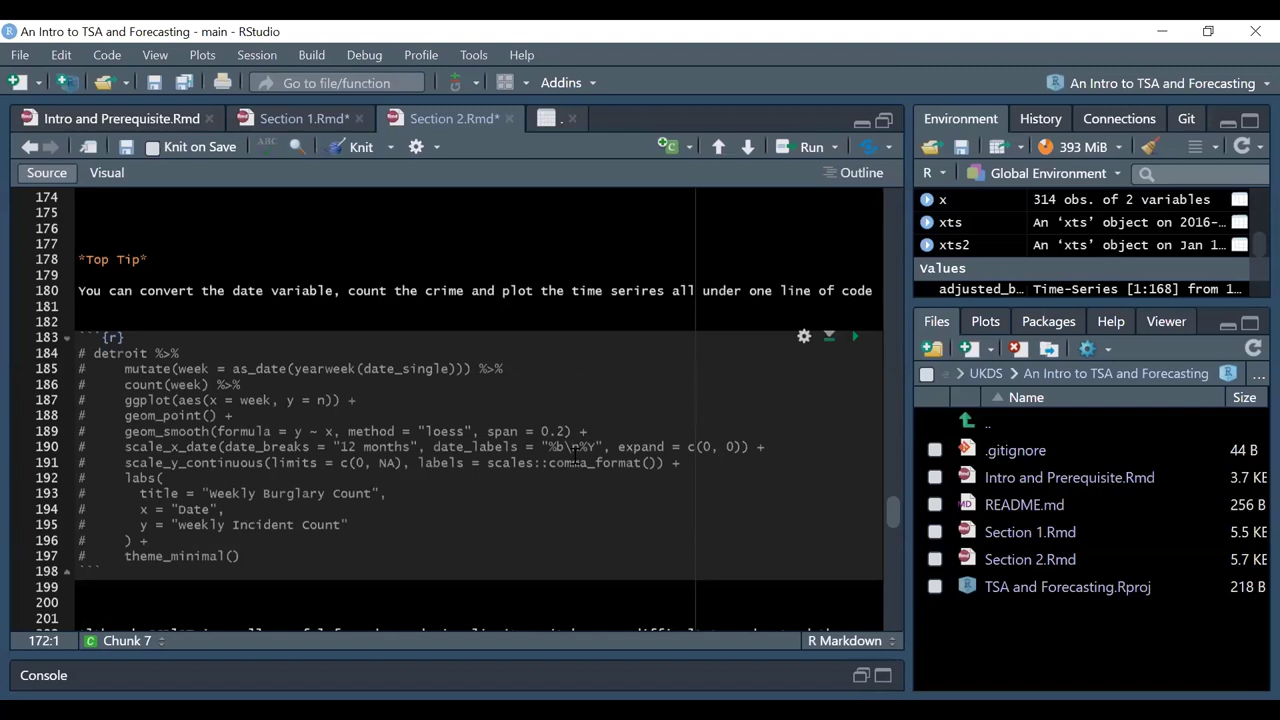 An Intro to TSA and Forecasting - main - RStudio
File Edit Code View Plots Session Build Debug Profile Tools Help
Go to file/function Addins An Intro to TSA and Forecasting
Intro and Prerequisite.Rmd Section 1.Rmd* Section 2.Rmd* .
Knit on Save ABC Knit Run
Source Visual Outline
174
175
176
177
178 *Top Tip*
179
180 You can convert the date variable, count the crime and plot the time serires all under one line of code
181
182
183 ```{r}
184 # detroit %>%
185 #     mutate(week = as_date(yearweek(date_single))) %>%
186 #     count(week) %>%
187 #     ggplot(aes(x = week, y = n)) +
188 #     geom_point() +
189 #     geom_smooth(formula = y ~ x, method = "loess", span = 0.2) +
190 #     scale_x_date(date_breaks = "12 months", date_labels = "%b\n%Y", expand = c(0, 0)) +
191 #     scale_y_continuous(limits = c(0, NA), labels = scales::comma_format()) +
192 #     labs(
193 #       title = "Weekly Burglary Count",
194 #       x = "Date",
195 #       y = "weekly Incident Count"
196 #     ) +
197 #     theme_minimal()
198 ```
199
200
201
172:1 Chunk 7 R Markdown
Console
Environment History Connections Git
393 MiB
R Global Environment
x 314 obs. of 2 variables
xts An ‘xts’ object on 2016-…
xts2 An ‘xts’ object on Jan 1…
Values
adjusted_b… Time-Series [1:168] from 1…
Files Plots Packages Help Viewer
UKDS An Intro to TSA and Forecasting ...
Name Size
..
.gitignore 44 B
Intro and Prerequisite.Rmd 3.7 KB
README.md 256 B
Section 1.Rmd 5.5 KB
Section 2.Rmd 5.7 KB
TSA and Forecasting.Rproj 218 B